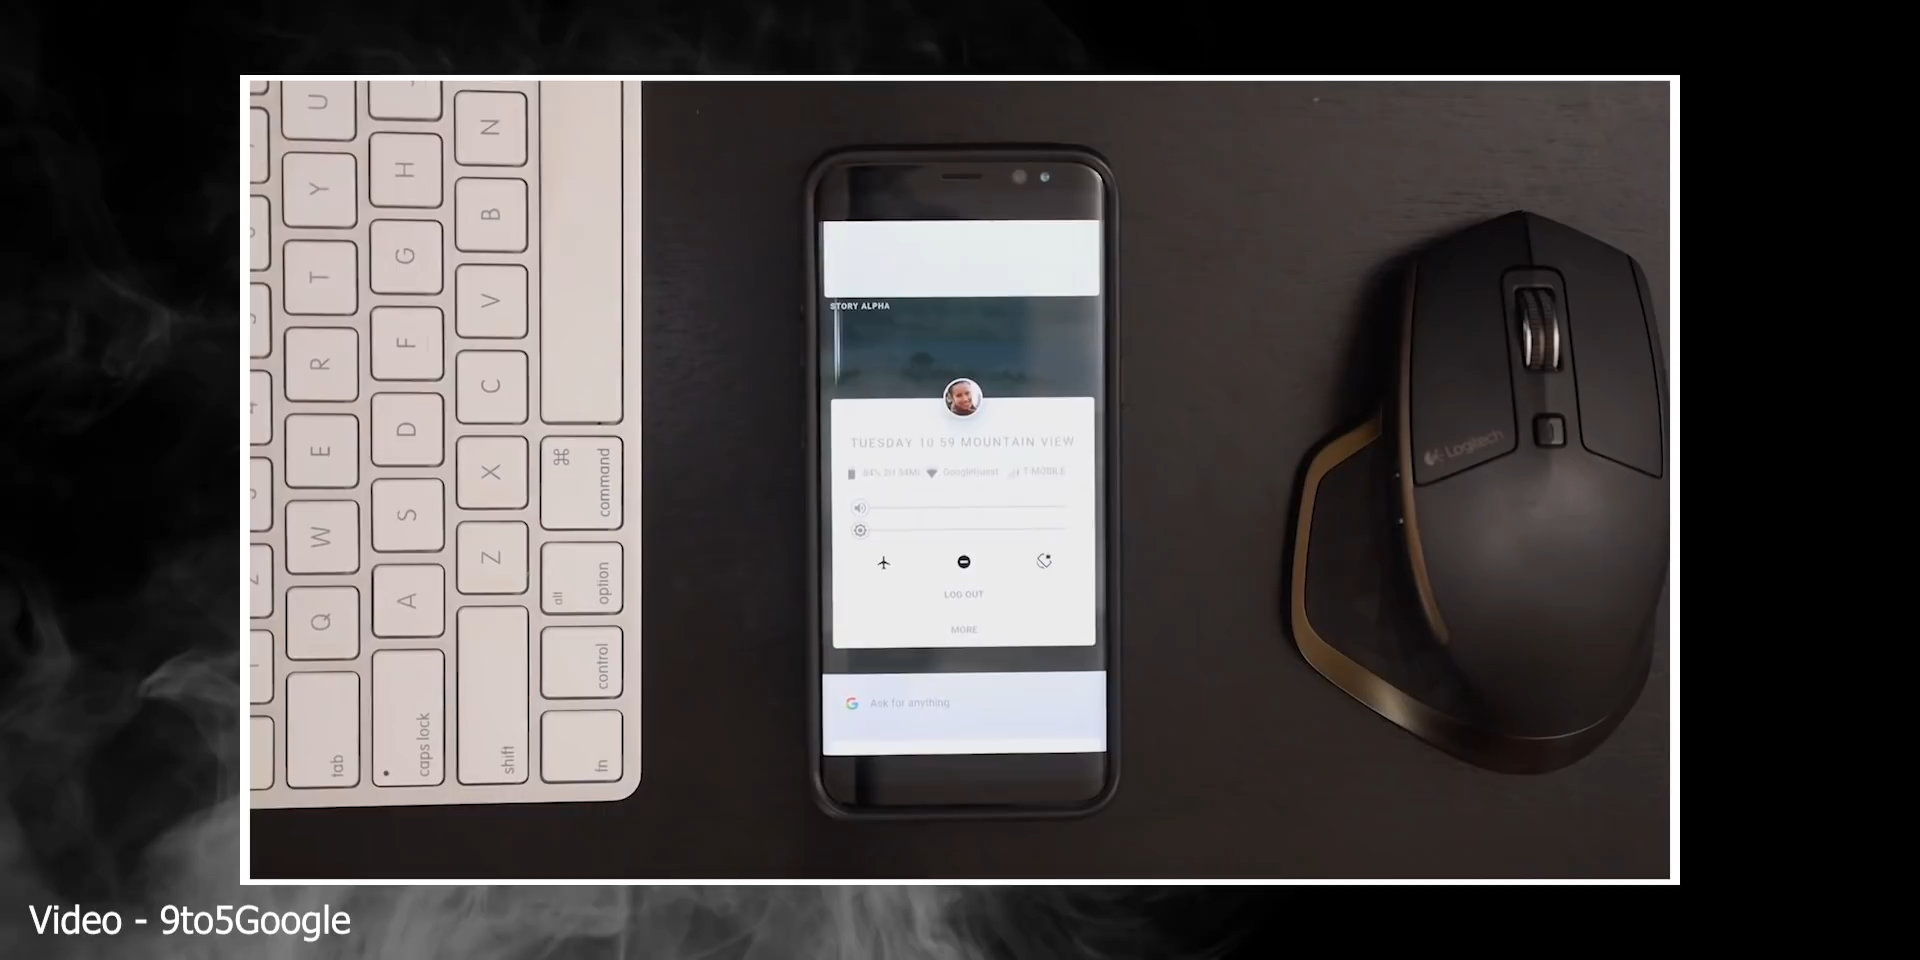 U
Y
T
R
E
W
Q
tab
H
G
F
D
S
A
caps lock
N
B
V
C
X
Z
shift
⌘ command
alt option
control
fn
STORY ALPHA
TUESDAY 10 59 MOUNTAIN VIEW
T-MOBILE
LOG OUT
MORE
G Ask for anything
Logitech
Video - 9to5Google